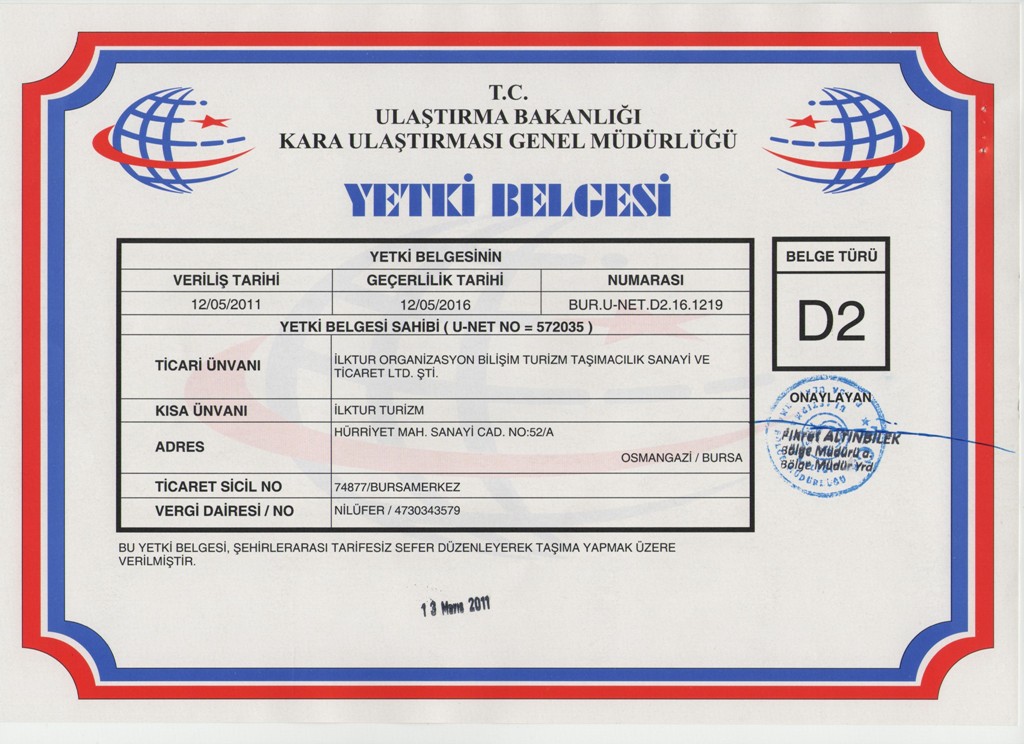 T.C.
ULAŞTIRMA BAKANLIĞI
KARA ULAŞTIRMASI GENEL MÜDÜRLÜĞÜ
YETKİ BELGESİ
YETKİ BELGESİNİN
VERİLİŞ TARİHİ GEÇERLİLİK TARİHİ NUMARASI
12/05/2011 12/05/2016 BUR.U-NET.D2.16.1219
YETKİ BELGESİ SAHİBİ ( U-NET NO = 572035 )
TİCARİ ÜNVANI
İLKTUR ORGANİZASYON BİLİŞİM TURİZM TAŞIMACILIK SANAYİ VE
TİCARET LTD. ŞTİ.
KISA ÜNVANI İLKTUR TURİZM
ADRES
HÜRRİYET MAH. SANAYİ CAD. NO:52/A
OSMANGAZİ / BURSA
TİCARET SİCİL NO 74877/BURSAMERKEZ
VERGİ DAİRESİ / NO NİLÜFER / 4730343579
BELGE TÜRÜ
D2
ONAYLAYAN
Fikret ALTINBİLEK
Bölge Müdürü a.
Bölge Müdür Yrd.
BU YETKİ BELGESİ, ŞEHİRLERARASI TARİFESİZ SEFER DÜZENLEYEREK TAŞIMA YAPMAK ÜZERE
VERİLMİŞTİR.
13 Mayıs 2011